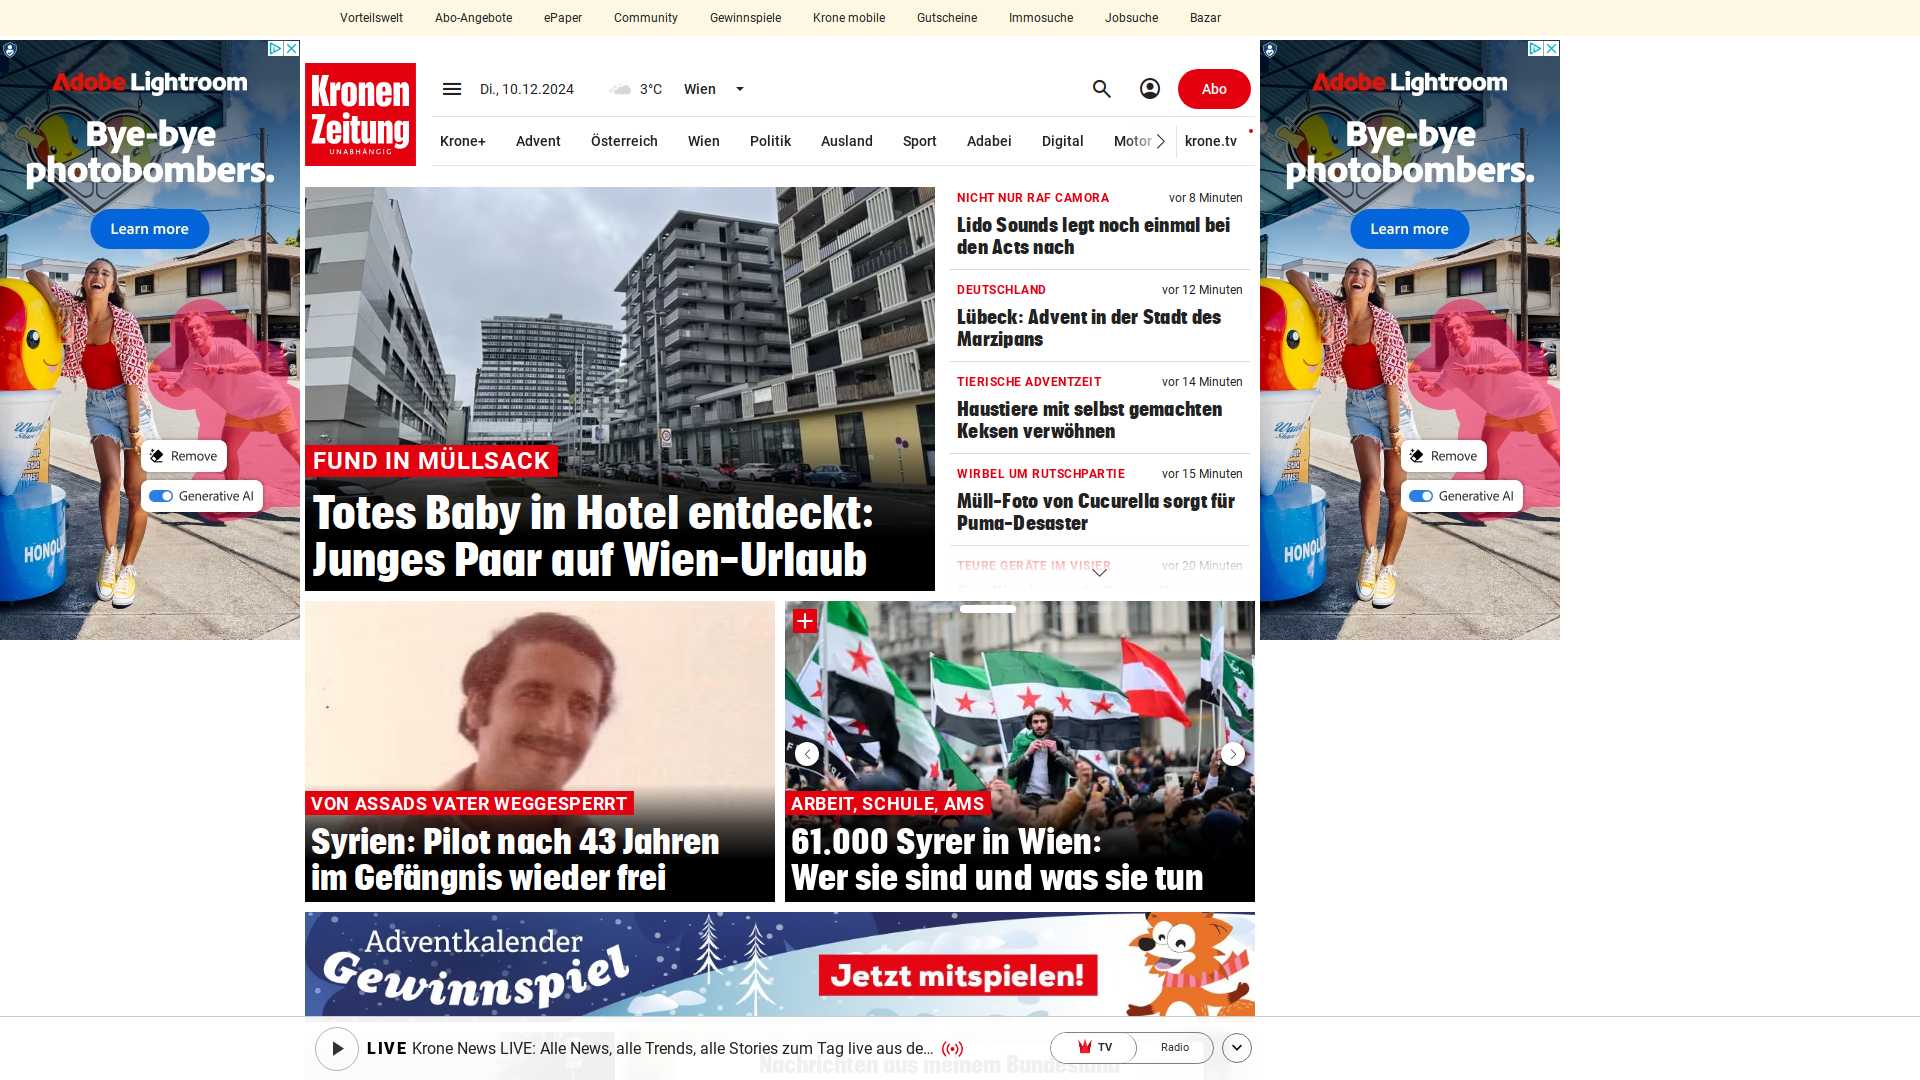 Vorteilswelt Abo-Angebote ePaper Community Gewinnspiele Krone mobile Gutscheine Immosuche Jobsuche Bazar
Kronen
Zeitung
UNABHÄNGIG
Di., 10.12.2024 3°C Wien
Abo
Krone+ Advent Österreich Wien Politik Ausland Sport Adabei Digital Motor krone.tv
Adobe Lightroom
Bye-bye
photobombers.
Learn more
Remove
Generative AI
HONOL
FUND IN MÜLLSACK
Totes Baby in Hotel entdeckt:
Junges Paar auf Wien-Urlaub
NICHT NUR RAF CAMORA vor 8 Minuten
Lido Sounds legt noch einmal bei
den Acts nach
DEUTSCHLAND vor 12 Minuten
Lübeck: Advent in der Stadt des
Marzipans
TIERISCHE ADVENTZEIT vor 14 Minuten
Haustiere mit selbst gemachten
Keksen verwöhnen
WIRBEL UM RUTSCHPARTIE vor 15 Minuten
Müll-Foto von Cucurella sorgt für
Puma-Desaster
TEURE GERÄTE IM VISIER vor 20 Minuten
Adobe Lightroom
Bye-bye
photobombers.
Learn more
Remove
Generative AI
HONOL
VON ASSADS VATER WEGGESPERRT
Syrien: Pilot nach 43 Jahren
im Gefängnis wieder frei
ARBEIT, SCHULE, AMS
61.000 Syrer in Wien:
Wer sie sind und was sie tun
Adventkalender
Gewinnspiel
Jetzt mitspielen!
LIVE Krone News LIVE: Alle News, alle Trends, alle Stories zum Tag live aus de...
TV Radio
Nachrichten aus meinem Bundesland